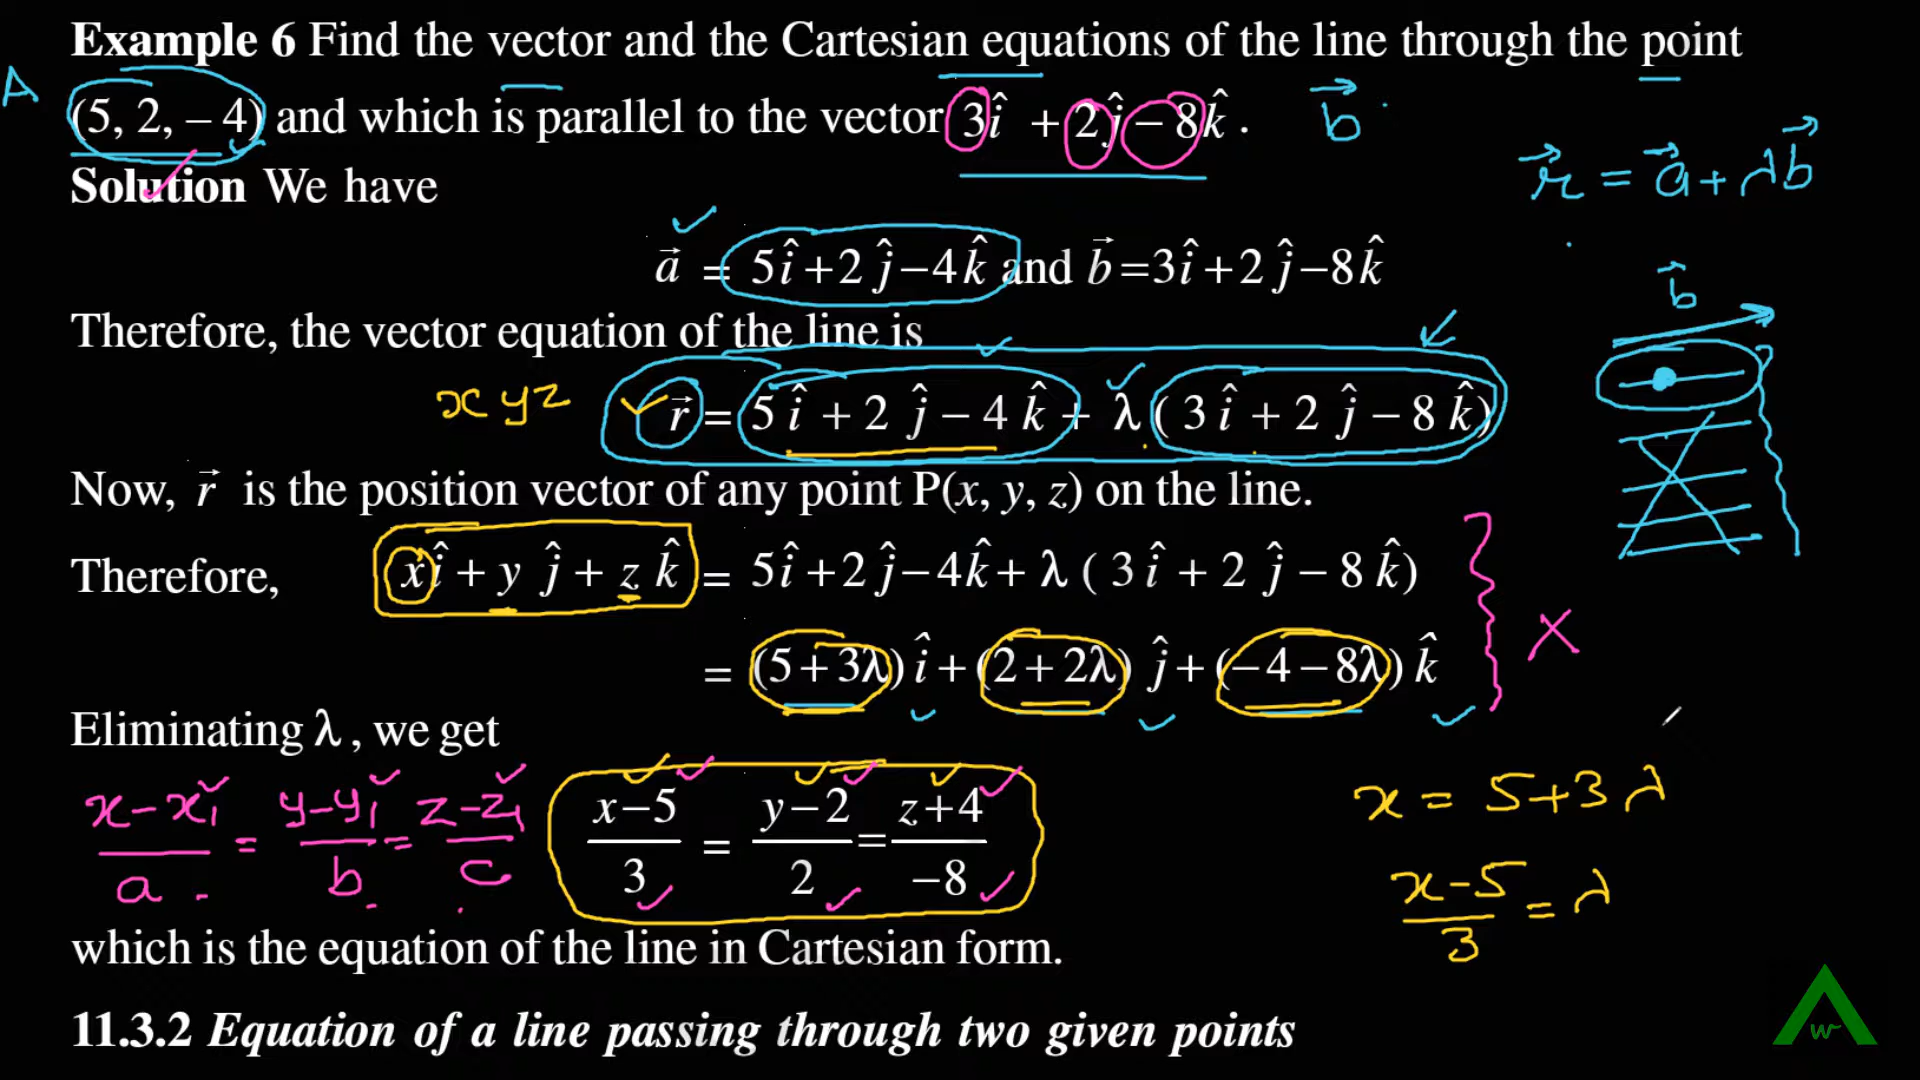 Example 6 Find the vector and the Cartesian equations of the line through the point
A (5, 2, – 4) and which is parallel to the vector 3î + 2ĵ – 8k̂ . b⃗
r⃗ = a⃗ + λb⃗
Solution We have
a⃗ = 5î + 2ĵ – 4k̂ and b⃗ = 3î + 2ĵ – 8k̂
b⃗
Therefore, the vector equation of the line is
x y z r⃗ = 5î + 2ĵ – 4k̂ + λ ( 3î + 2ĵ – 8k̂ )
Now, r⃗ is the position vector of any point P(x, y, z) on the line.
Therefore, xî + y ĵ + z k̂ = 5î + 2ĵ – 4k̂ + λ ( 3î + 2ĵ – 8k̂ )
= (5 + 3λ) î + (2 + 2λ) ĵ + (– 4 – 8λ) k̂
Eliminating λ , we get
x–x₁/a = y–y₁/b = z–z₁/c
x–5/3 = y–2/2 = z+4/–8
x = 5+3λ
x–5/3 = λ
which is the equation of the line in Cartesian form.
11.3.2 Equation of a line passing through two given points
w